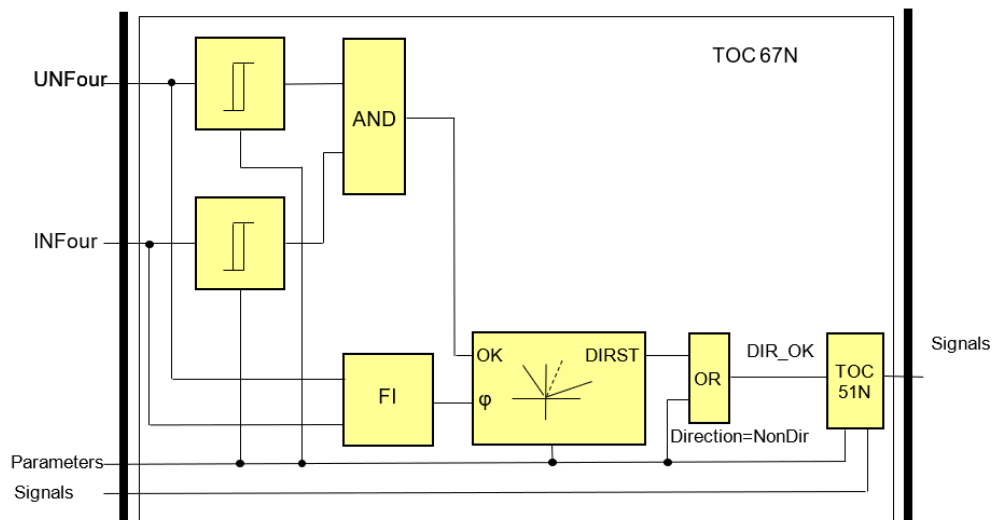 TOC 67N
UNFour
AND
INFour
OK
DIRST
φ
FI
OR
DIR_OK
TOC
51N
Signals
Direction=NonDir
Parameters
Signals